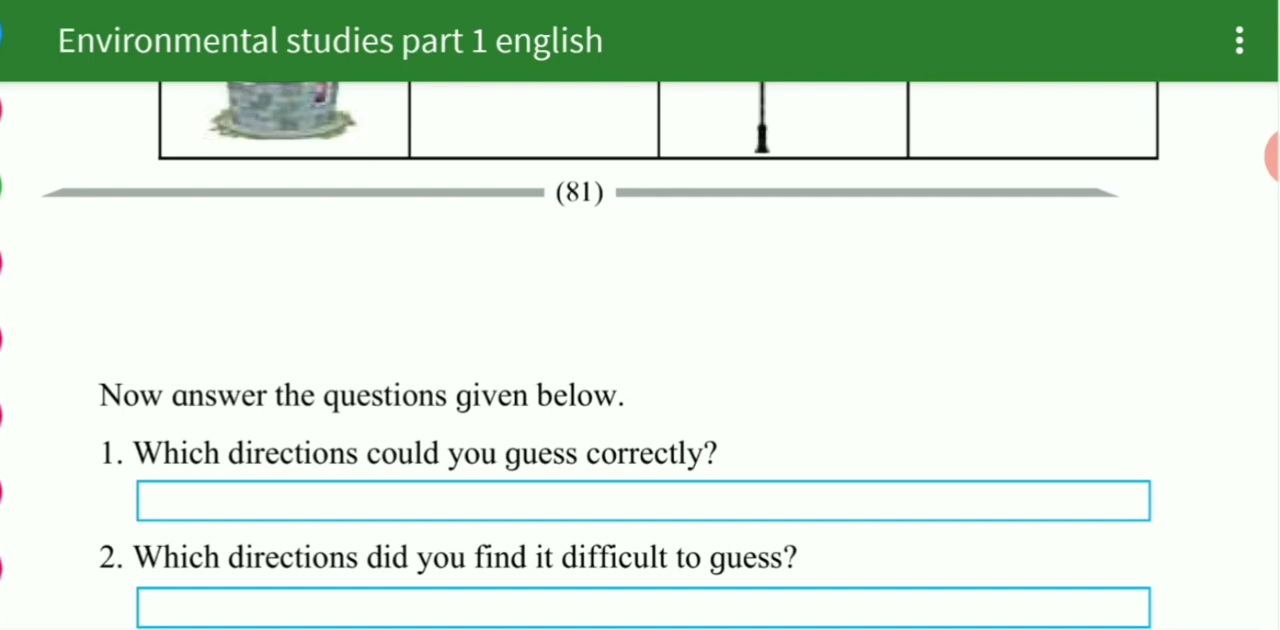 Environmental studies part 1 english
(81)
Now answer the questions given below.
1. Which directions could you guess correctly?
2. Which directions did you find it difficult to guess?